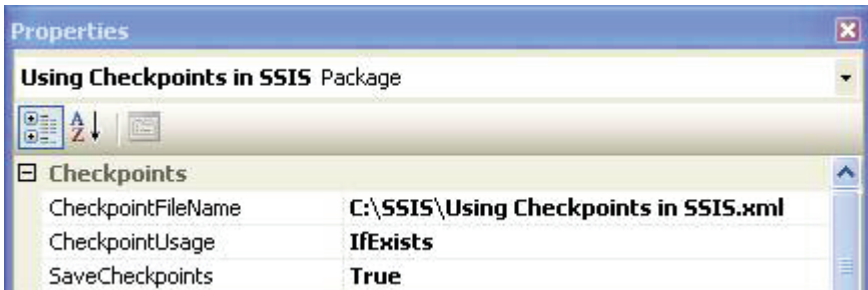 Properties
Using Checkpoints in SSIS Package
A Z
Checkpoints
CheckpointFileName C:\SSIS\Using Checkpoints in SSIS.xml
CheckpointUsage IfExists
SaveCheckpoints True